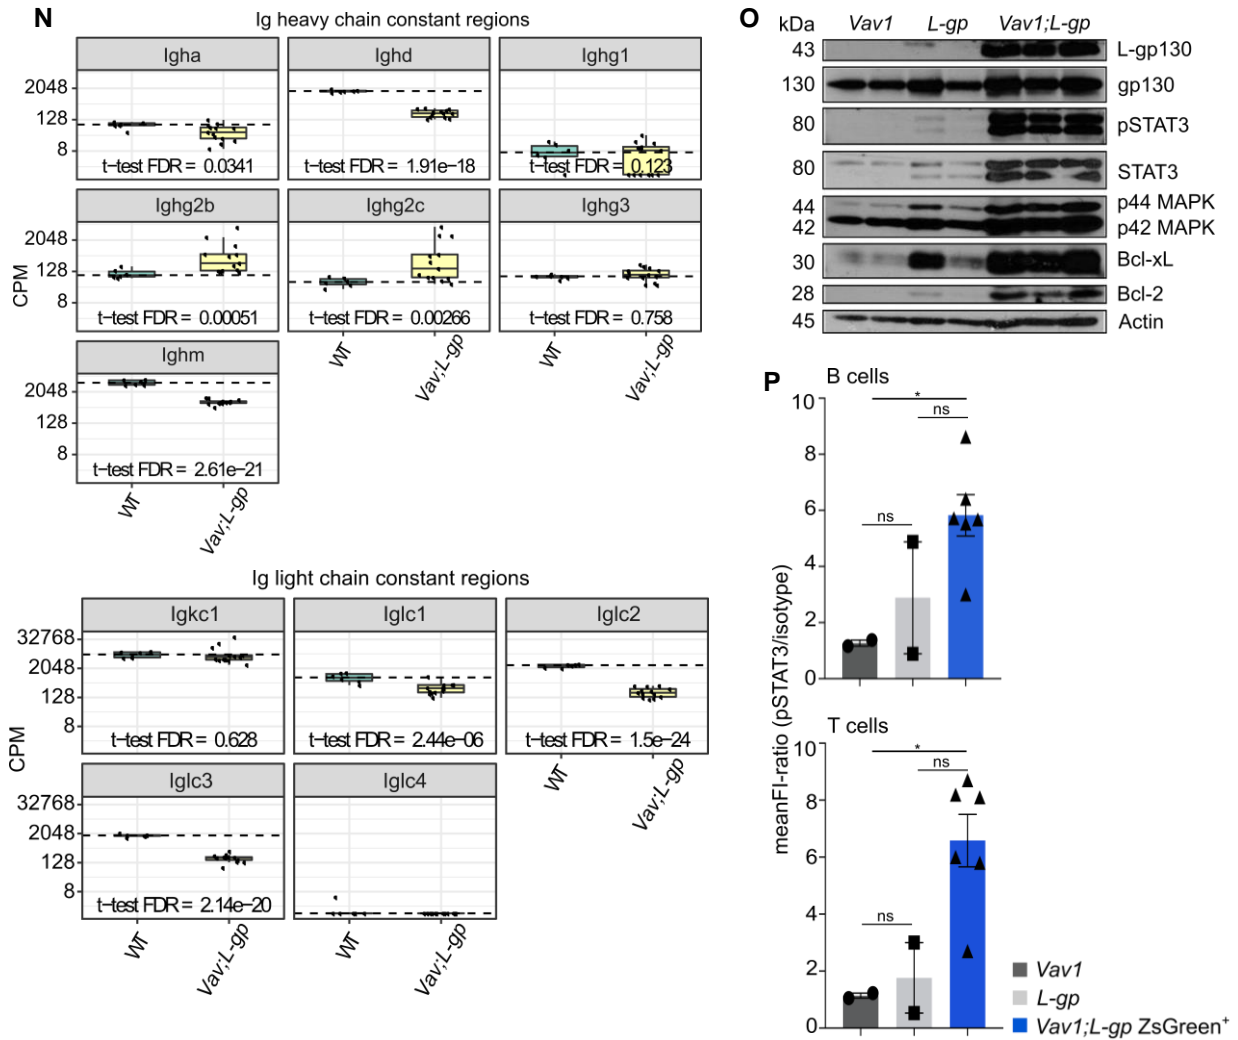 N
Ig heavy chain constant regions
Igha
Ighd
Ighg1
2048
128
8
t-test FDR = 0.0341
t-test FDR = 1.91e-18
t-test FDR = 0.123
Ighg2b
Ighg2c
Ighg3
2048
128
8
t-test FDR = 0.00051
t-test FDR = 0.00266
t-test FDR = 0.758
CPM
Ighm
WT
Vav;L-gp
WT
Vav;L-gp
2048
128
8
t-test FDR = 2.61e-21
WT
Vav;L-gp
Ig light chain constant regions
Igkc1
Iglc1
Iglc2
32768
2048
128
8
t-test FDR = 0.628
t-test FDR = 2.44e-06
t-test FDR = 1.5e-24
CPM
Iglc3
Iglc4
WT
Vav;L-gp
32768
2048
128
8
t-test FDR = 2.14e-20
WT
Vav;L-gp
WT
Vav;L-gp
O
kDa
Vav1
L-gp
Vav1;L-gp
43
L-gp130
130
gp130
80
pSTAT3
80
STAT3
44
p44 MAPK
42
p42 MAPK
30
Bcl-xL
28
Bcl-2
45
Actin
P
B cells
10
8
6
4
2
0
*
ns
ns
meanFI-ratio (pSTAT3/isotype)
T cells
10
8
6
4
2
0
*
ns
ns
Vav1
L-gp
Vav1;L-gp ZsGreen+